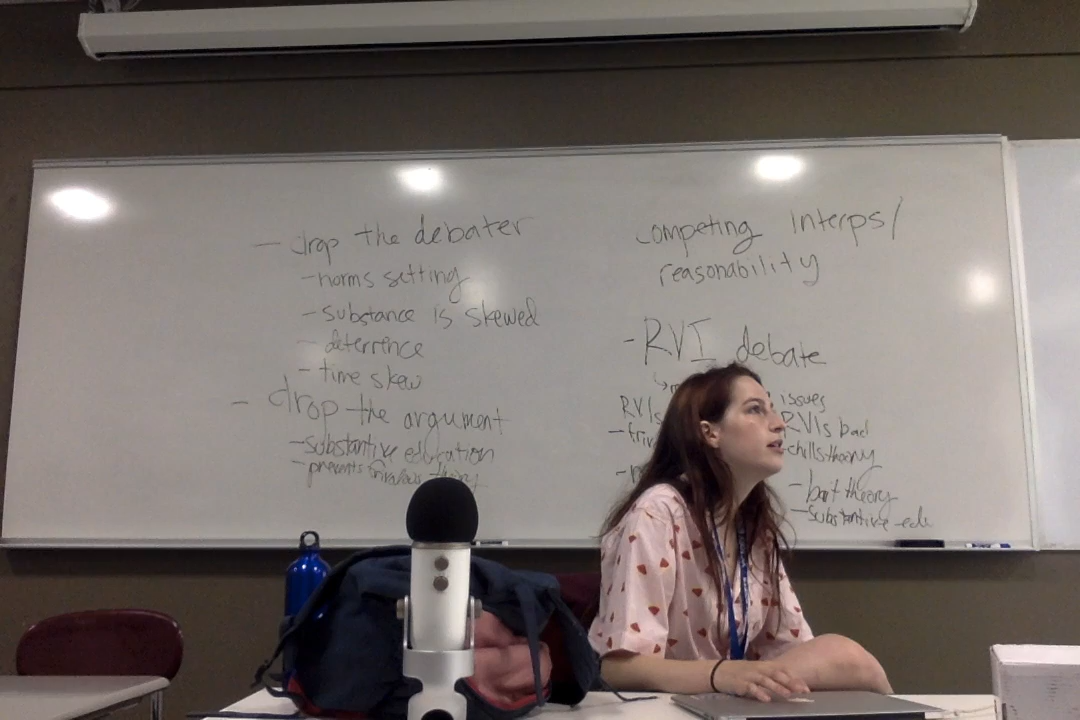 - drop the debater
- norms setting
- substance is skewed
- deterrence
- time skew
- drop the argument
- substantive education
- prevents frivolous theory
competing interps/
reasonability
- RVI debate
issues
RVIs
RVIs bad
- chills theory
- bait theory
- substantive edu